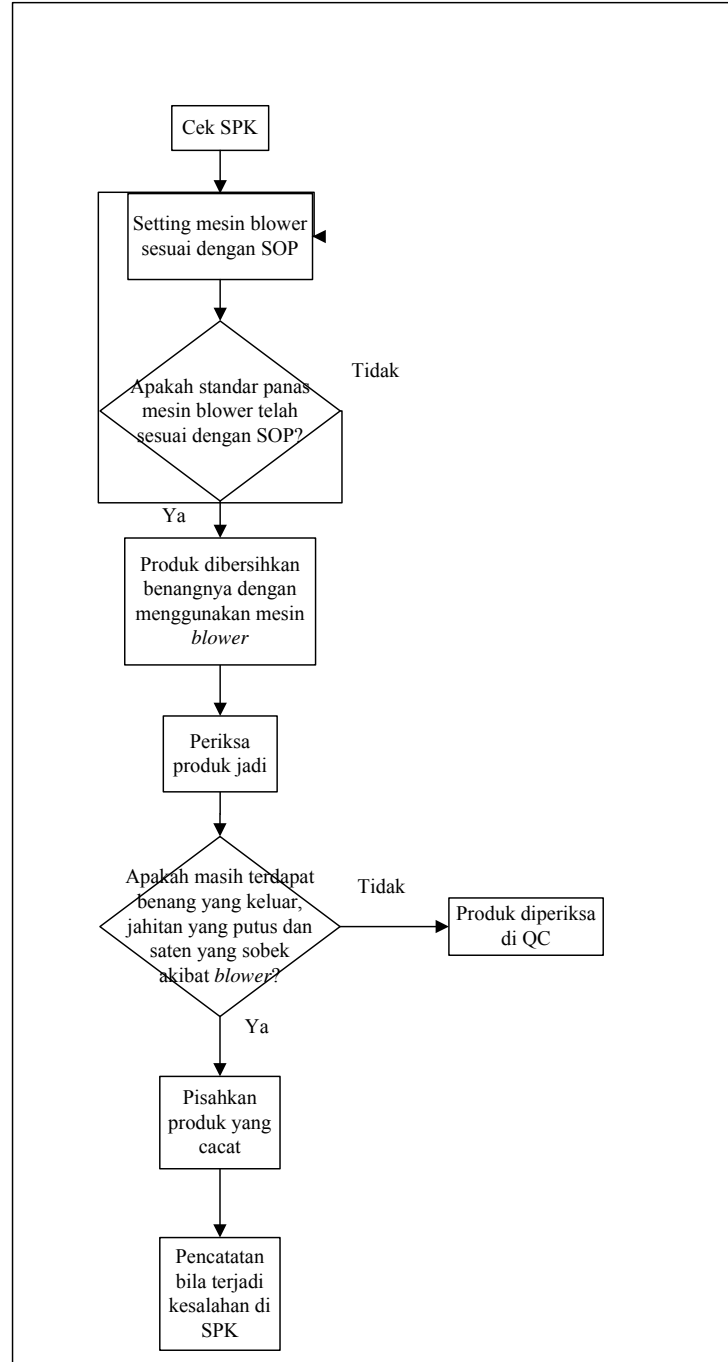 Cek SPK
Setting mesin blower
sesuai dengan SOP
Tidak
Apakah standar panas
mesin blower telah
sesuai dengan SOP?
Ya
Produk dibersihkan
benangnya dengan
menggunakan mesin
blower
Periksa
produk jadi
Apakah masih terdapat
benang yang keluar,
jahitan yang putus dan
saten yang sobek
akibat blower?
Tidak
Produk diperiksa
di QC
Ya
Pisahkan
produk yang
cacat
Pencatatan
bila terjadi
kesalahan di
SPK